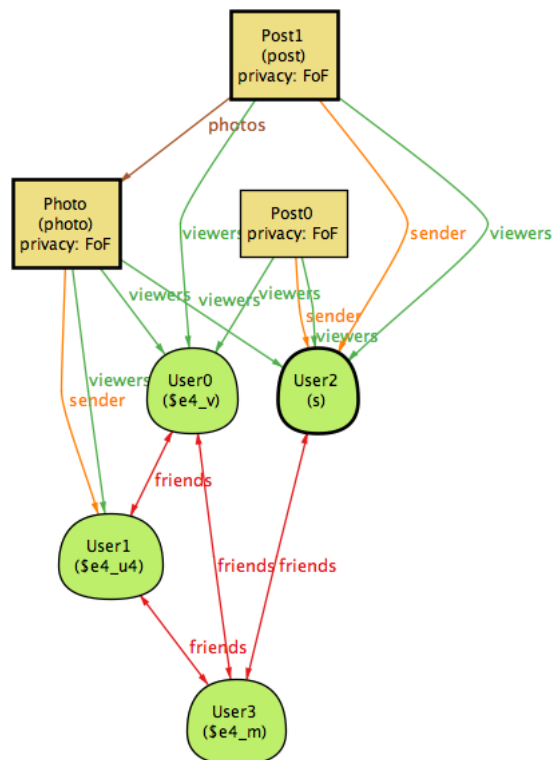 Post1
(post)
privacy: FoF
photos
Photo
(photo)
privacy: FoF
Post0
privacy: FoF
viewers
sender
viewers
viewers
viewers
viewers
sender
viewers
viewers
sender
User0
($e4_v)
User2
(s)
friends
User1
($e4_u4)
friends
friends
friends
User3
($e4_m)